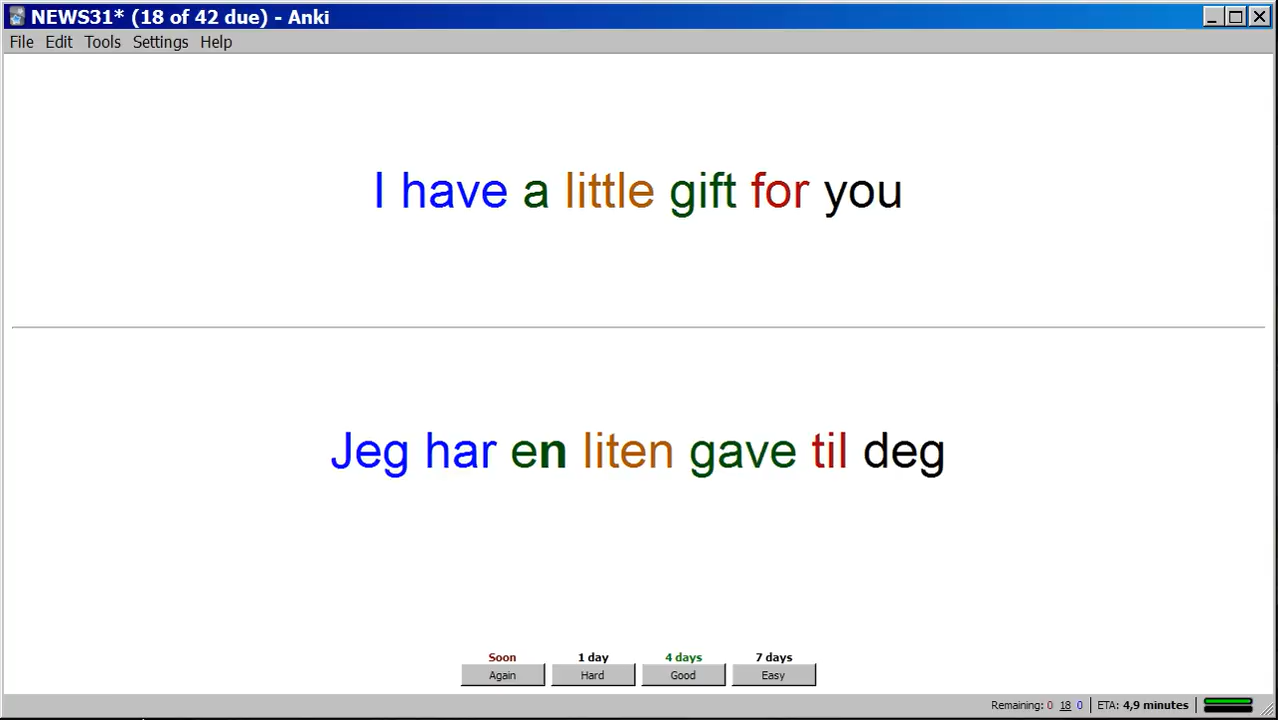 NEWS31* (18 of 42 due) - Anki
File Edit Tools Settings Help
I have a little gift for you
Jeg har en liten gave til deg
Soon 1 day 4 days 7 days
Again Hard Good Easy
Remaining: 0 18 0 ETA: 4,9 minutes